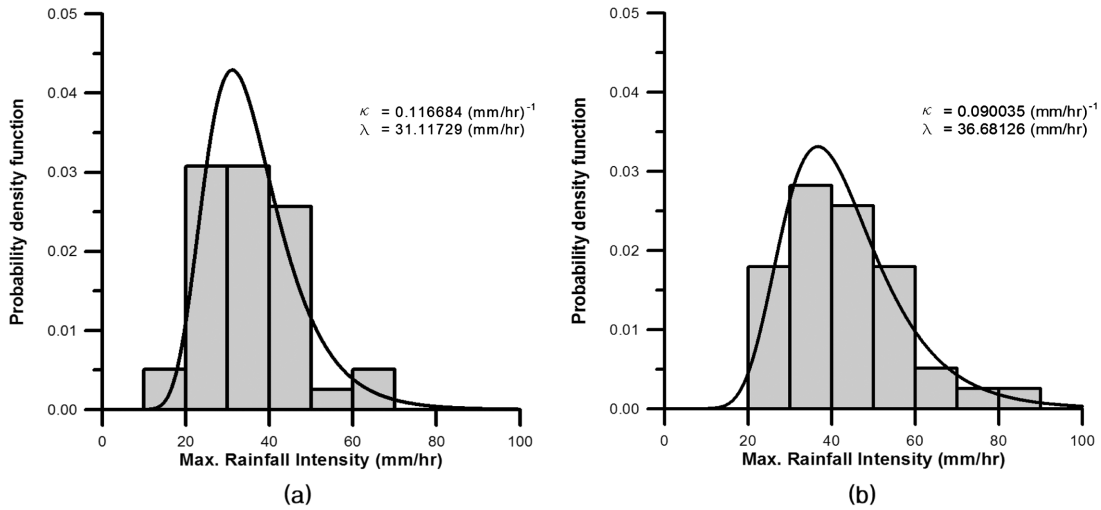 0.05
0.04
0.03
0.02
0.01
0.00
Probability density function
κ = 0.116684 (mm/hr)⁻¹
λ = 31.11729 (mm/hr)
0 20 40 60 80 100
Max. Rainfall Intensity (mm/hr)
(a)
0.05
0.04
0.03
0.02
0.01
0.00
Probability density function
κ = 0.090035 (mm/hr)⁻¹
λ = 36.68126 (mm/hr)
0 20 40 60 80 100
Max. Rainfall Intensity (mm/hr)
(b)